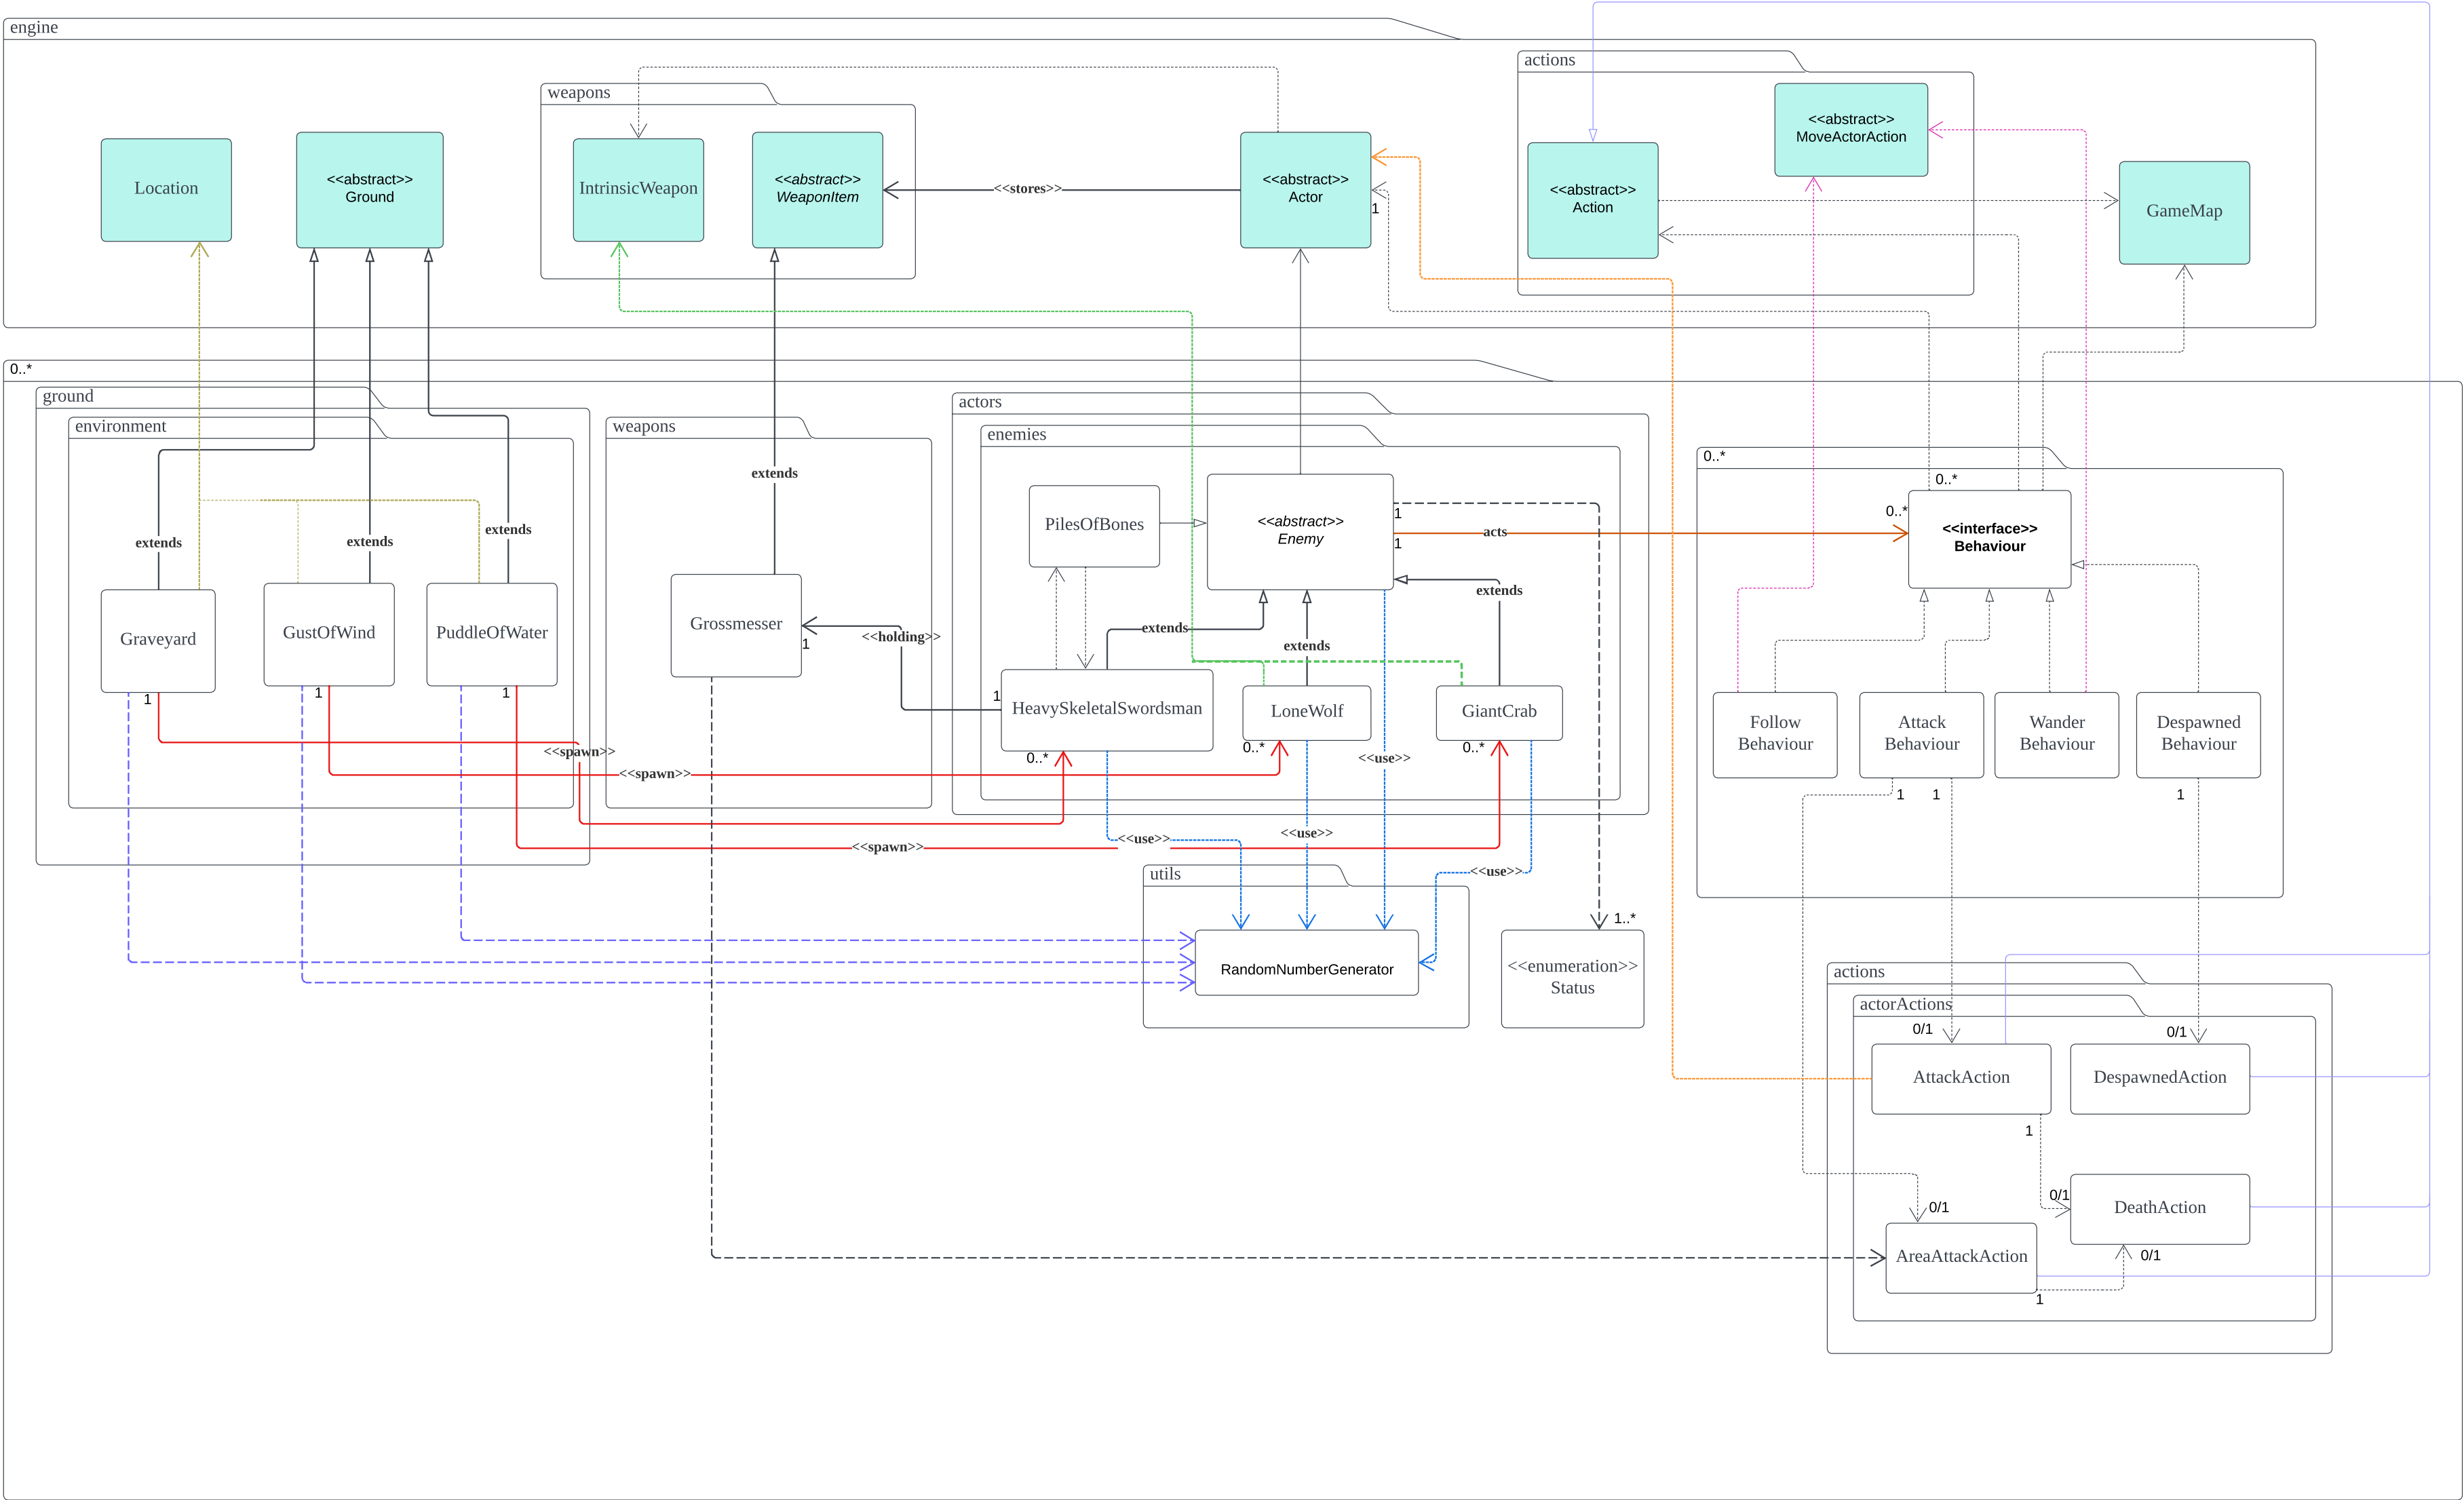 engine
actions
weapons
<<abstract>>
MoveActorAction
Location
<<abstract>>
Ground
IntrinsicWeapon
<<abstract>>
WeaponItem
<<stores>>
<<abstract>>
Actor
1
<<abstract>>
Action
GameMap
0..*
ground
environment
weapons
actors
enemies
0..*
extends
extends
extends
extends
PilesOfBones
<<abstract>>
Enemy
1
1
acts
0..*
0..*
<<interface>>
Behaviour
extends
extends
extends
Graveyard
GustOfWind
PuddleOfWater
Grossmesser
1
<<holding>>
1
HeavySkeletalSwordsman
LoneWolf
GiantCrab
Follow
Behaviour
Attack
Behaviour
Wander
Behaviour
Despawned
Behaviour
1
1
1
0..*
0..*
0..*
<<spawn>>
<<spawn>>
<<spawn>>
<<use>>
<<use>>
<<use>>
<<use>>
1
1
1
utils
RandomNumberGenerator
1..*
<<enumeration>>
Status
actions
actorActions
0/1
0/1
AttackAction
DespawnedAction
1
0/1
0/1
DeathAction
AreaAttackAction
0/1
1